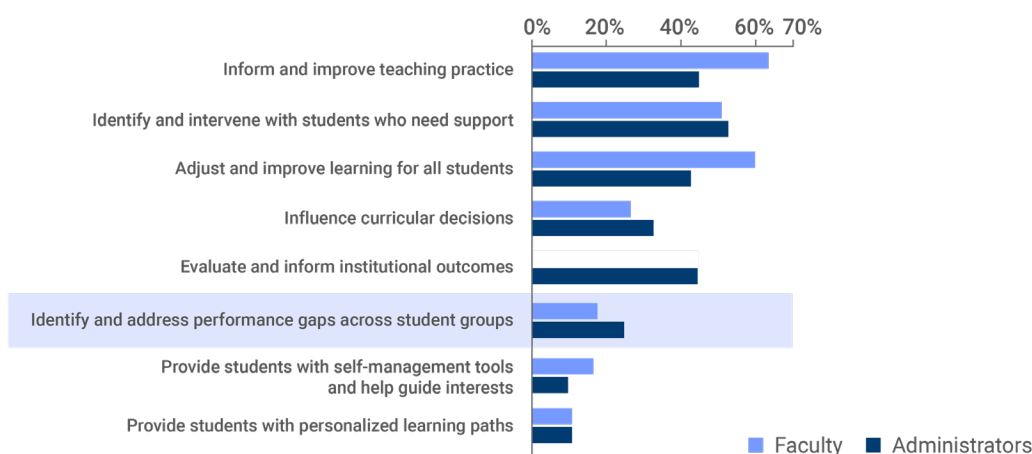 0% 20% 40% 60% 70%
Inform and improve teaching practice
Identify and intervene with students who need support
Adjust and improve learning for all students
Influence curricular decisions
Evaluate and inform institutional outcomes
Identify and address performance gaps across student groups
Provide students with self-management tools
and help guide interests
Provide students with personalized learning paths
Faculty Administrators